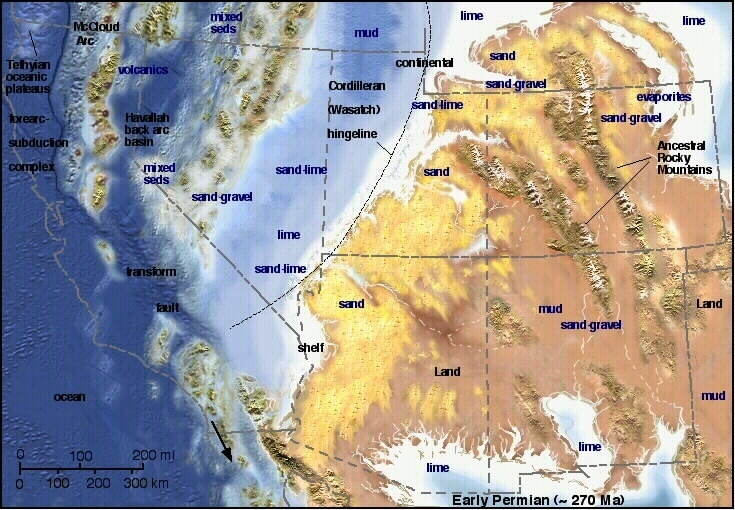 mixed
seds
McCloud
Arc
lime
lime
mud
Tethyian
oceanic
plateaus
volcanics
continental
sand
sand-gravel
Cordilleran
(Wasatch)
hingeline
evaporites
sand-lime
forearc-
subduction
complex
Havallah
back arc
basin
sand-gravel
Ancestral
Rocky
Mountains
mixed
seds
sand-lime
sand
sand-gravel
lime
transform
fault
sand-lime
sand
mud
sand-gravel
Land
shelf
Land
ocean
mud
lime
lime
0 100 200 mi
0 100 200 300 km
Early Permian (~ 270 Ma)